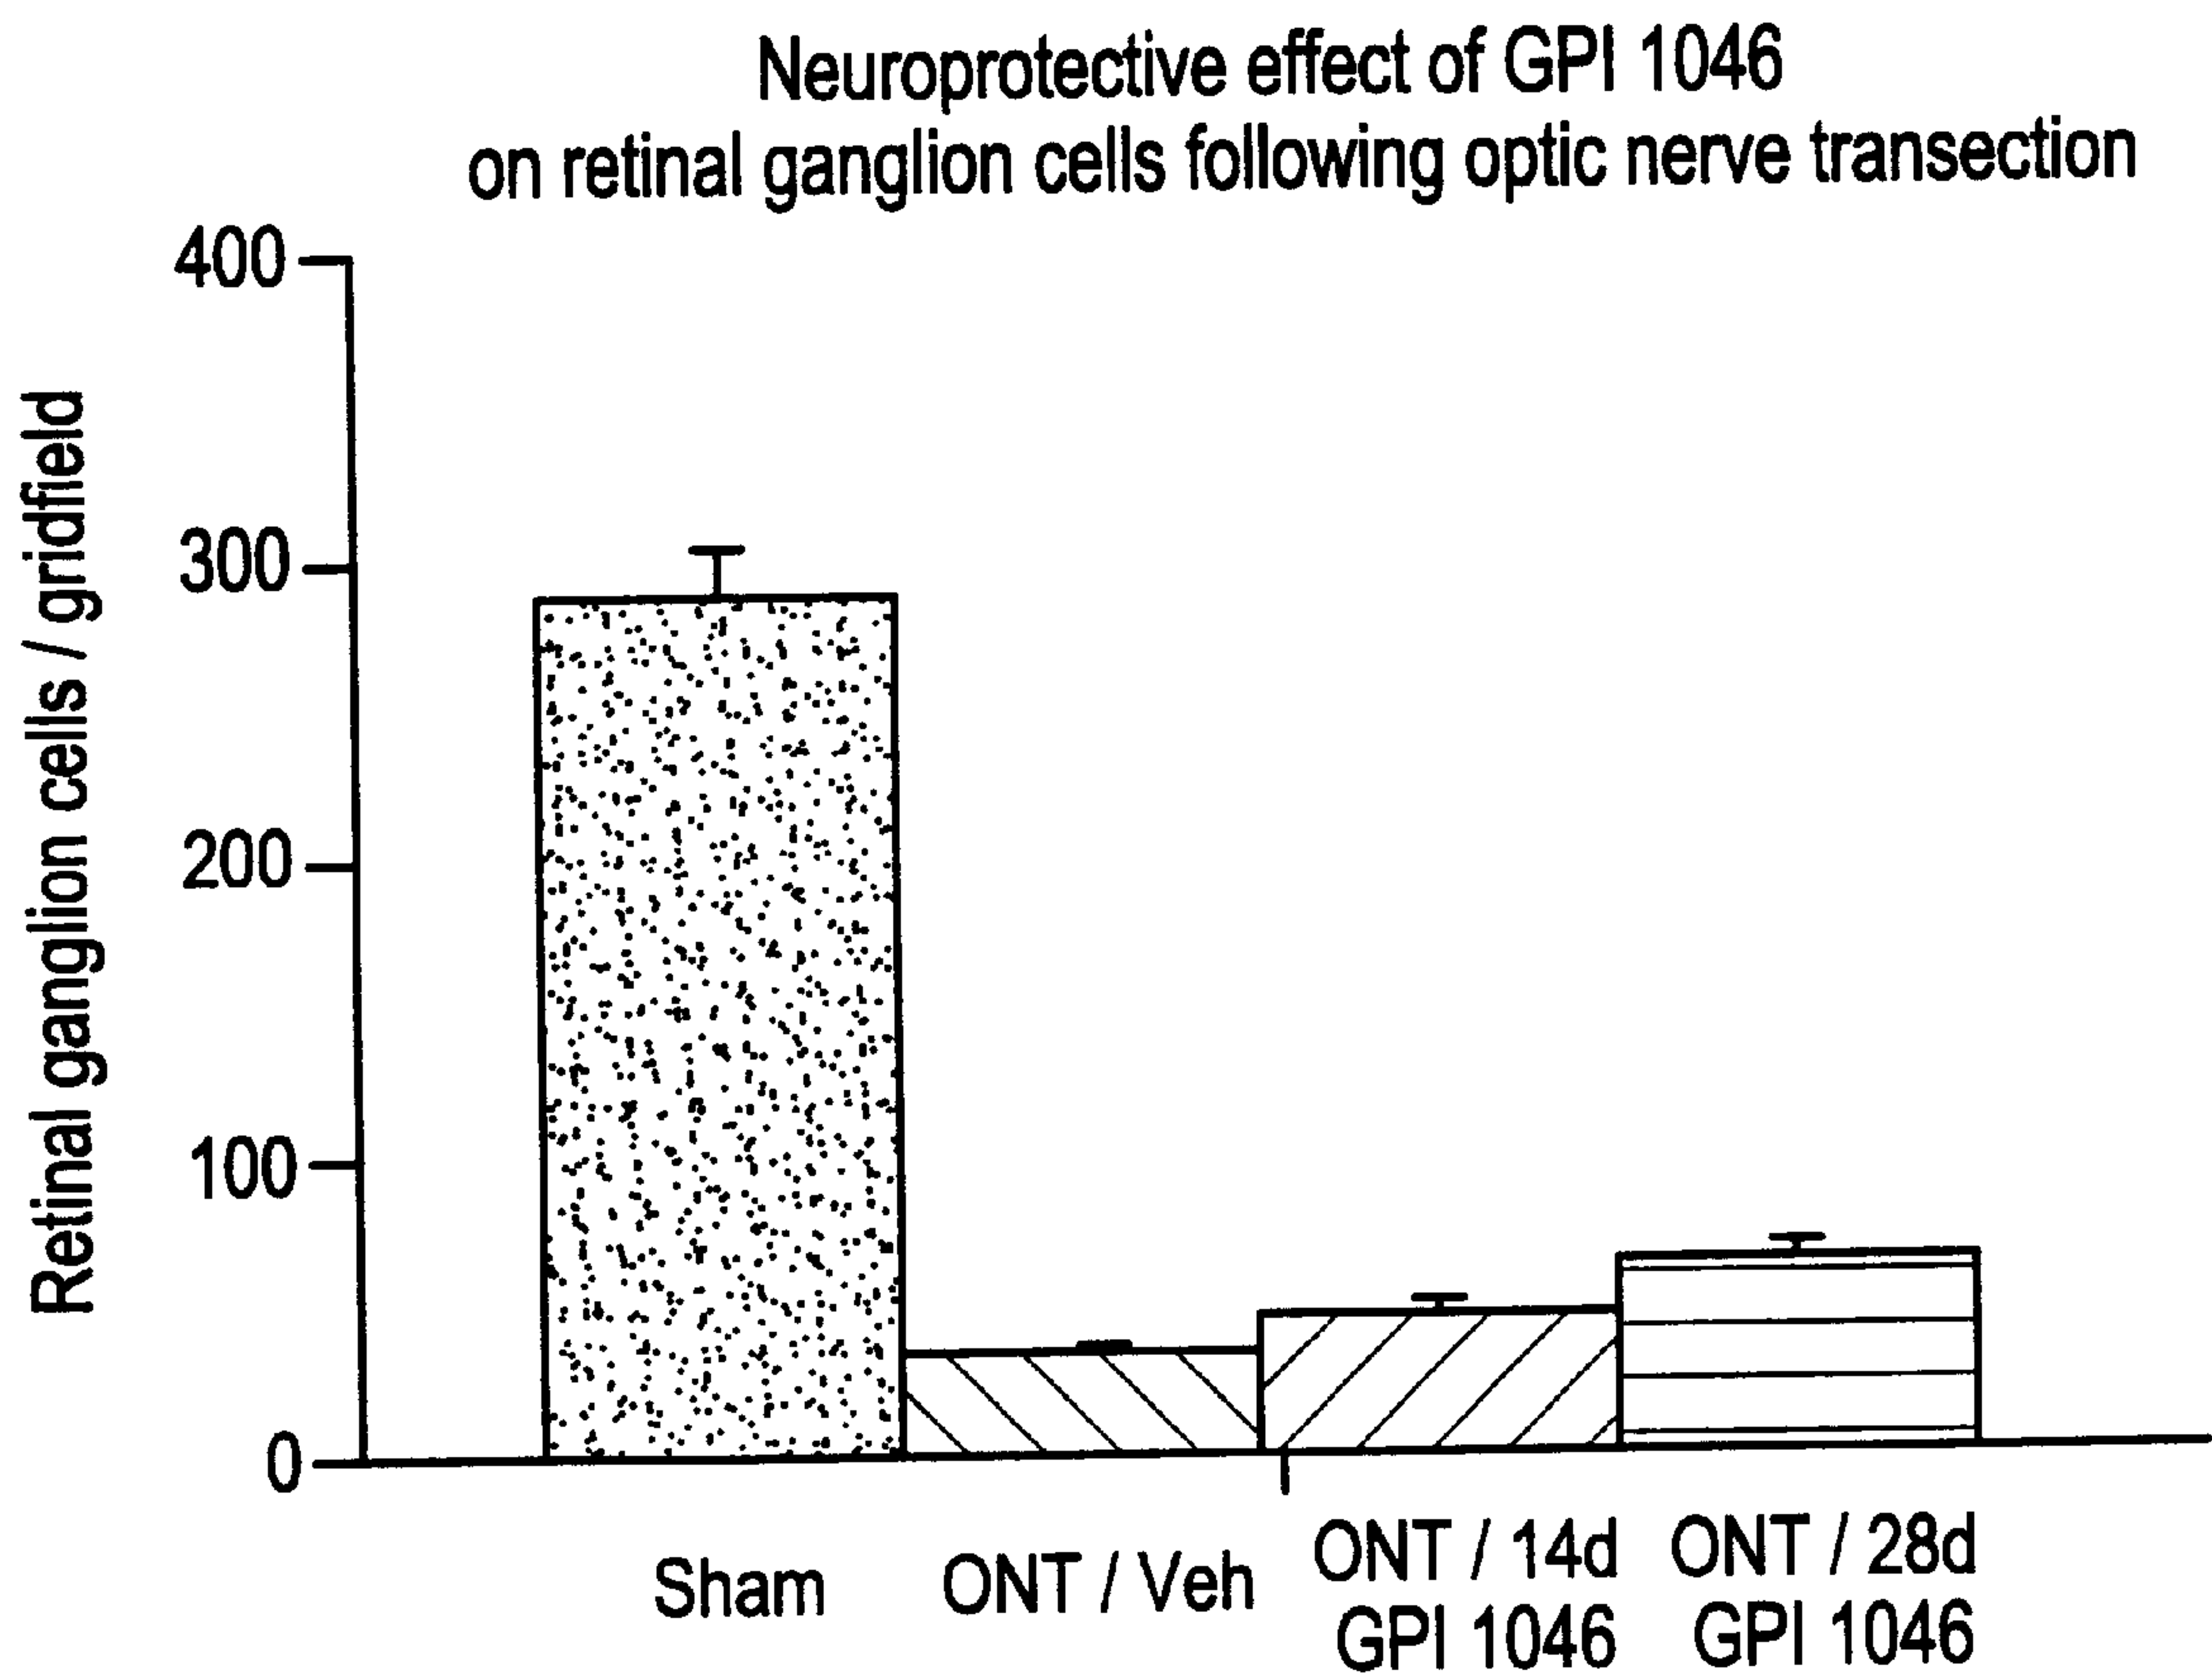 Neuroprotective effect of GPI 1046
on retinal ganglion cells following optic nerve transection
Retinal ganglion cells / gridfield
400
300
200
100
0
Sham
ONT / Veh
ONT / 14d
GPI 1046
ONT / 28d
GPI 1046